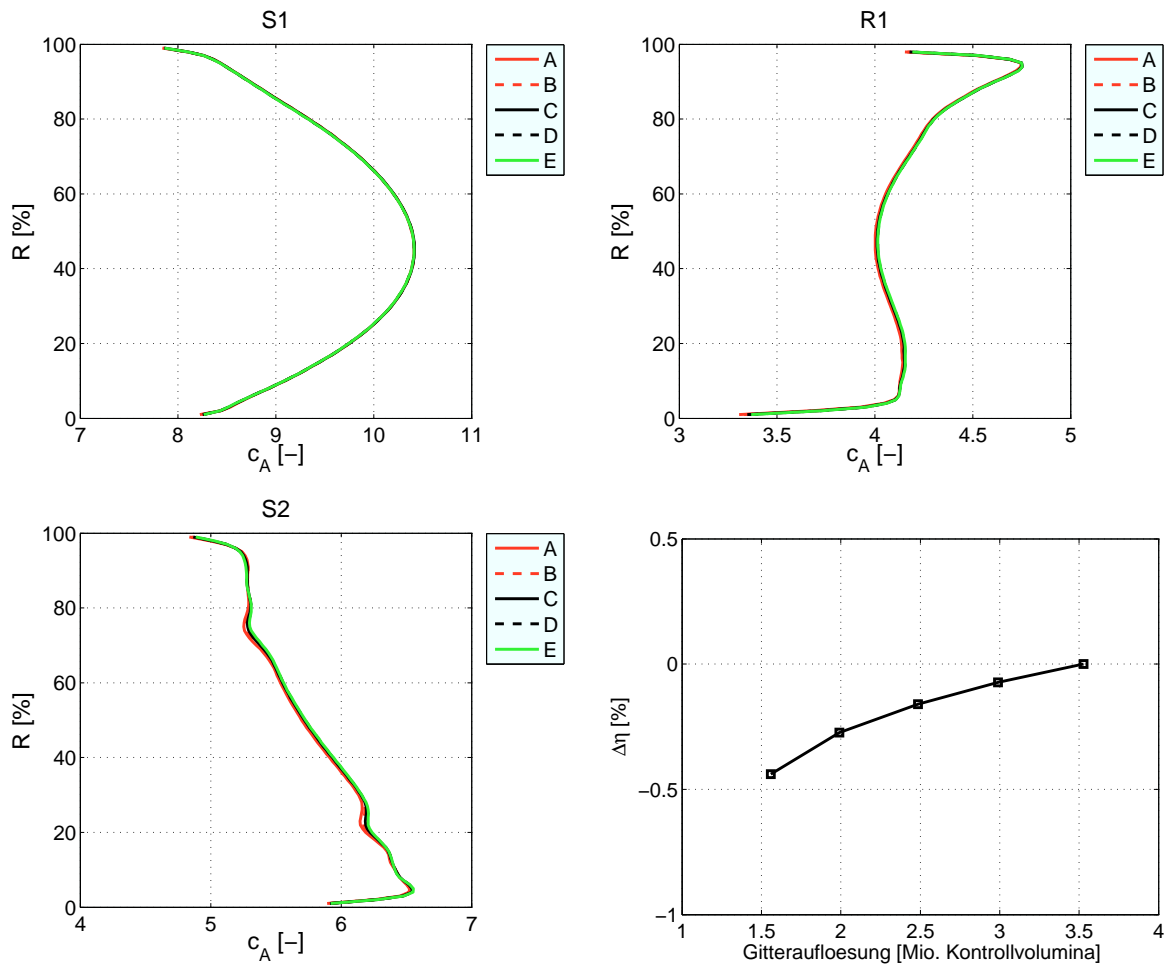 S1
R [%]
100
80
60
40
20
0
7
8
9
10
11
c_A [–]
A
B
C
D
E
R1
R [%]
100
80
60
40
20
0
3
3.5
4
4.5
5
c_A [–]
A
B
C
D
E
S2
R [%]
100
80
60
40
20
0
4
5
6
7
c_A [–]
A
B
C
D
E
Δη [%]
0.5
0
−0.5
−1
1
1.5
2
2.5
3
3.5
4
Gitteraufloesung [Mio. Kontrollvolumina]